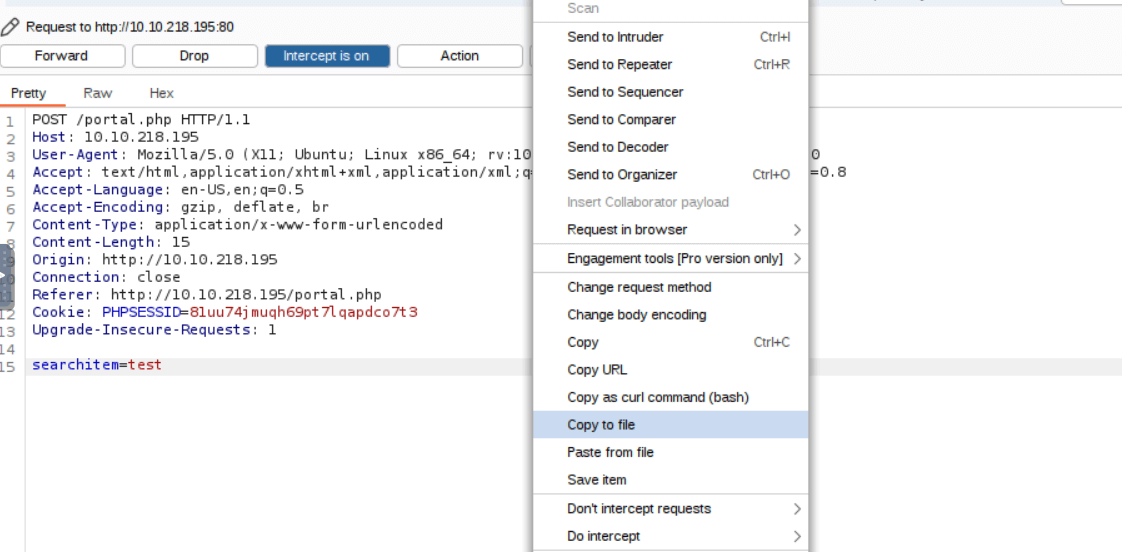 Request to http://10.10.218.195:80
Forward Drop Intercept is on Action
Pretty Raw Hex
1 POST /portal.php HTTP/1.1
2 Host: 10.10.218.195
3 User-Agent: Mozilla/5.0 (X11; Ubuntu; Linux x86_64; rv:10 0
4 Accept: text/html,application/xhtml+xml,application/xml;q =0.8
5 Accept-Language: en-US,en;q=0.5
6 Accept-Encoding: gzip, deflate, br
7 Content-Type: application/x-www-form-urlencoded
8 Content-Length: 15
9 Origin: http://10.10.218.195
Connection: close
Referer: http://10.10.218.195/portal.php
12 Cookie: PHPSESSID=81uu74jmuqh69pt7lqapdco7t3
13 Upgrade-Insecure-Requests: 1
14
15 searchitem=test
Scan
Send to Intruder Ctrl+I
Send to Repeater Ctrl+R
Send to Sequencer
Send to Comparer
Send to Decoder
Send to Organizer Ctrl+O
Insert Collaborator payload
Request in browser
Engagement tools [Pro version only]
Change request method
Change body encoding
Copy Ctrl+C
Copy URL
Copy as curl command (bash)
Copy to file
Paste from file
Save item
Don't intercept requests
Do intercept